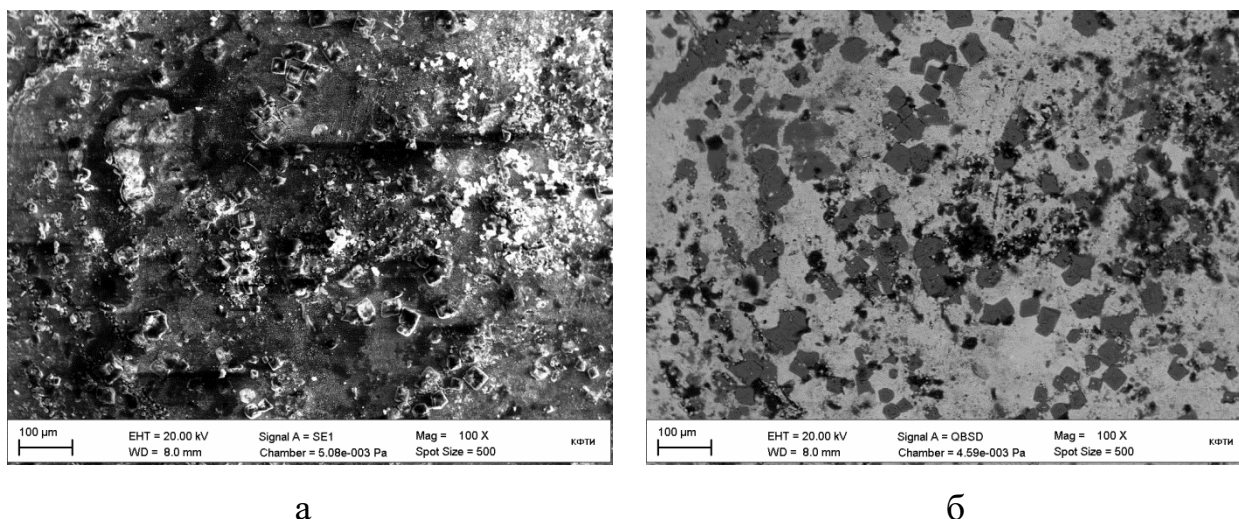 100 µm
EHT = 20.00 kV
Signal A = SE1
Mag = 100 X
WD = 8.0 mm
Chamber = 5.08e-003 Pa
Spot Size = 500
КФТИ
100 µm
EHT = 20.00 kV
Signal A = QBSD
Mag = 100 X
WD = 8.0 mm
Chamber = 4.59e-003 Pa
Spot Size = 500
КФТИ
а
б